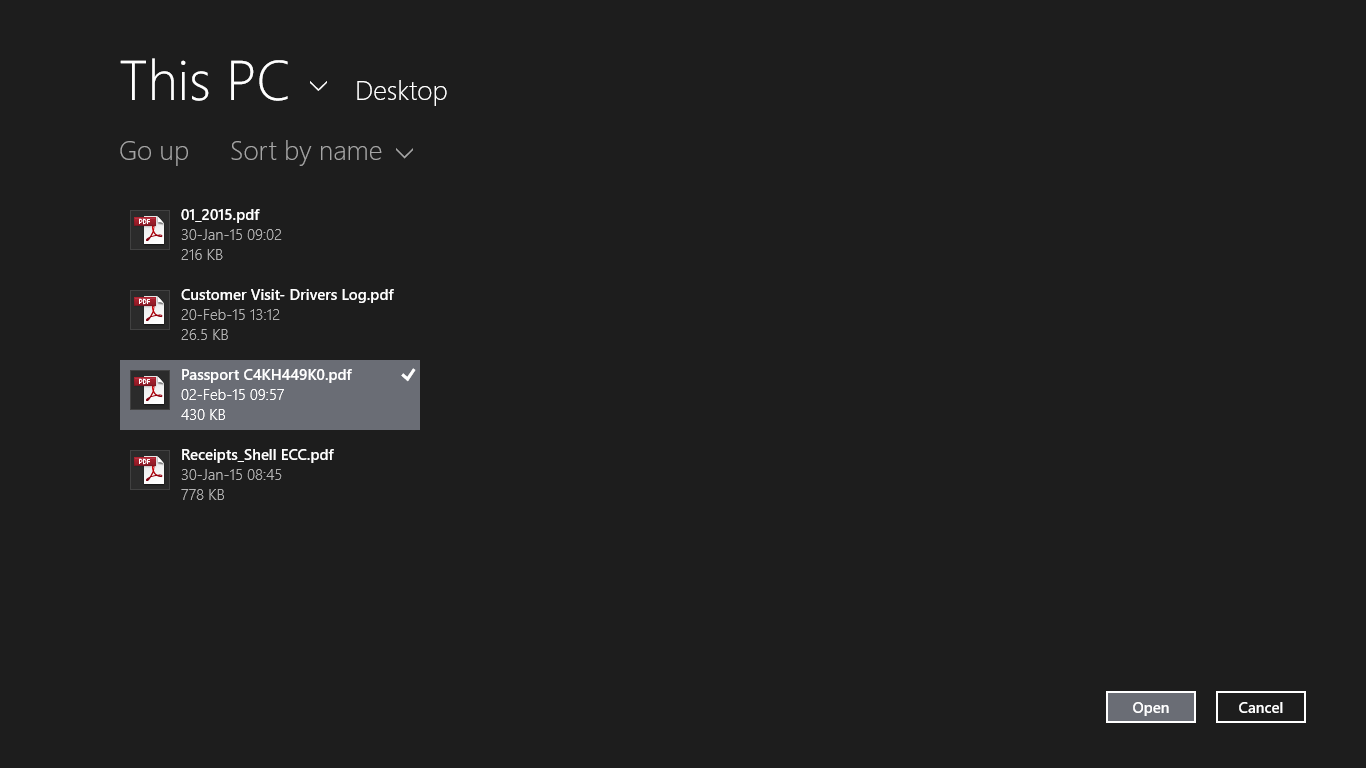 This PC Desktop
Go up Sort by name
PDF
01_2015.pdf
30-Jan-15 09:02
216 KB
PDF
Customer Visit- Drivers Log.pdf
20-Feb-15 13:12
26.5 KB
PDF
Passport C4KH449K0.pdf
02-Feb-15 09:57
430 KB
PDF
Receipts_Shell ECC.pdf
30-Jan-15 08:45
778 KB
Open Cancel